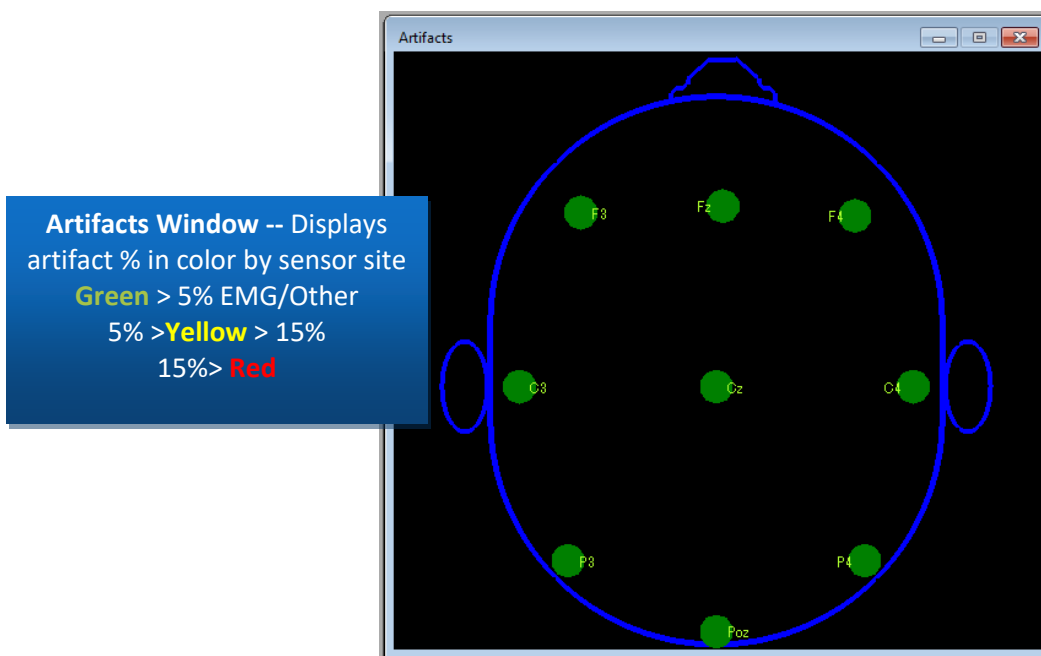 Artifacts
Artifacts Window -- Displays
artifact % in color by sensor site
Green > 5% EMG/Other
5% >Yellow > 15%
15%> Red
F3
Fz
F4
C3
Cz
C4
P3
P4
Poz